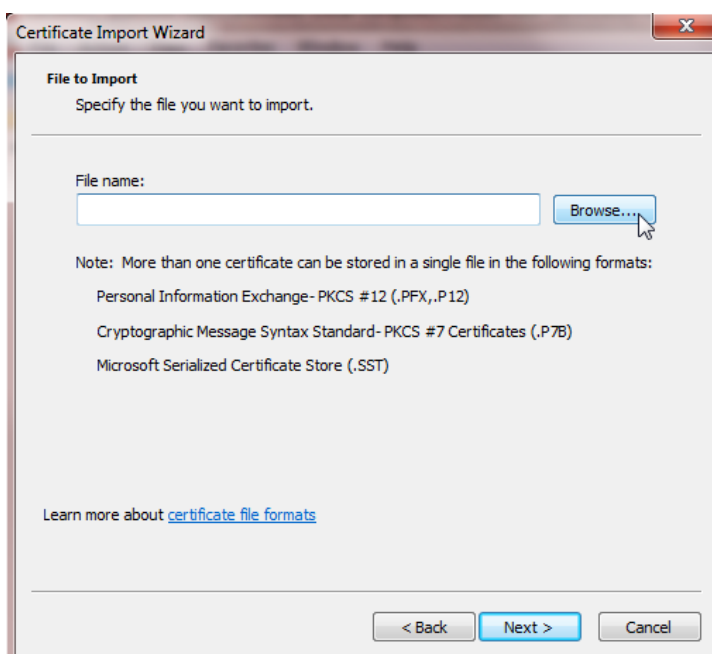 Certificate Import Wizard
File to Import
Specify the file you want to import.
File name:
Browse...
Note: More than one certificate can be stored in a single file in the following formats:
Personal Information Exchange- PKCS #12 (.PFX,.P12)
Cryptographic Message Syntax Standard- PKCS #7 Certificates (.P7B)
Microsoft Serialized Certificate Store (.SST)
Learn more about certificate file formats
< Back Next > Cancel